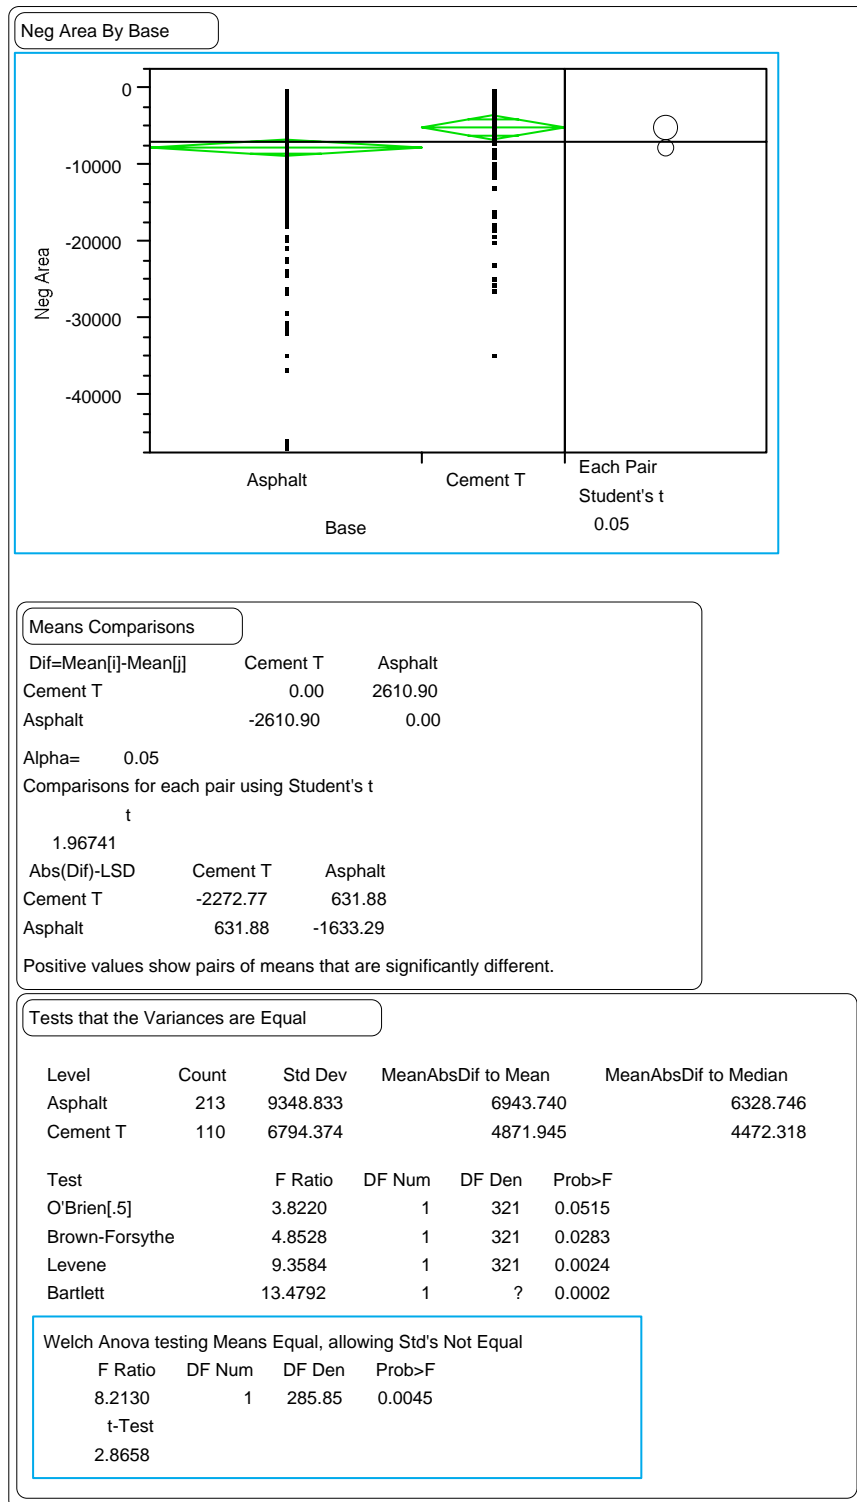 Neg Area By Base
0
-10000
-20000
-30000
-40000
Neg Area
Asphalt Cement T
Each Pair
Student's t
0.05
Base
Means Comparisons
Dif=Mean[i]-Mean[j] Cement T Asphalt
Cement T 0.00 2610.90
Asphalt -2610.90 0.00
Alpha= 0.05
Comparisons for each pair using Student's t
t
1.96741
Abs(Dif)-LSD Cement T Asphalt
Cement T -2272.77 631.88
Asphalt 631.88 -1633.29
Positive values show pairs of means that are significantly different.
Tests that the Variances are Equal
Level Count Std Dev MeanAbsDif to Mean MeanAbsDif to Median
Asphalt 213 9348.833 6943.740 6328.746
Cement T 110 6794.374 4871.945 4472.318
Test F Ratio DF Num DF Den Prob>F
O'Brien[.5] 3.8220 1 321 0.0515
Brown-Forsythe 4.8528 1 321 0.0283
Levene 9.3584 1 321 0.0024
Bartlett 13.4792 1 ? 0.0002
Welch Anova testing Means Equal, allowing Std's Not Equal
F Ratio DF Num DF Den Prob>F
8.2130 1 285.85 0.0045
t-Test
2.8658